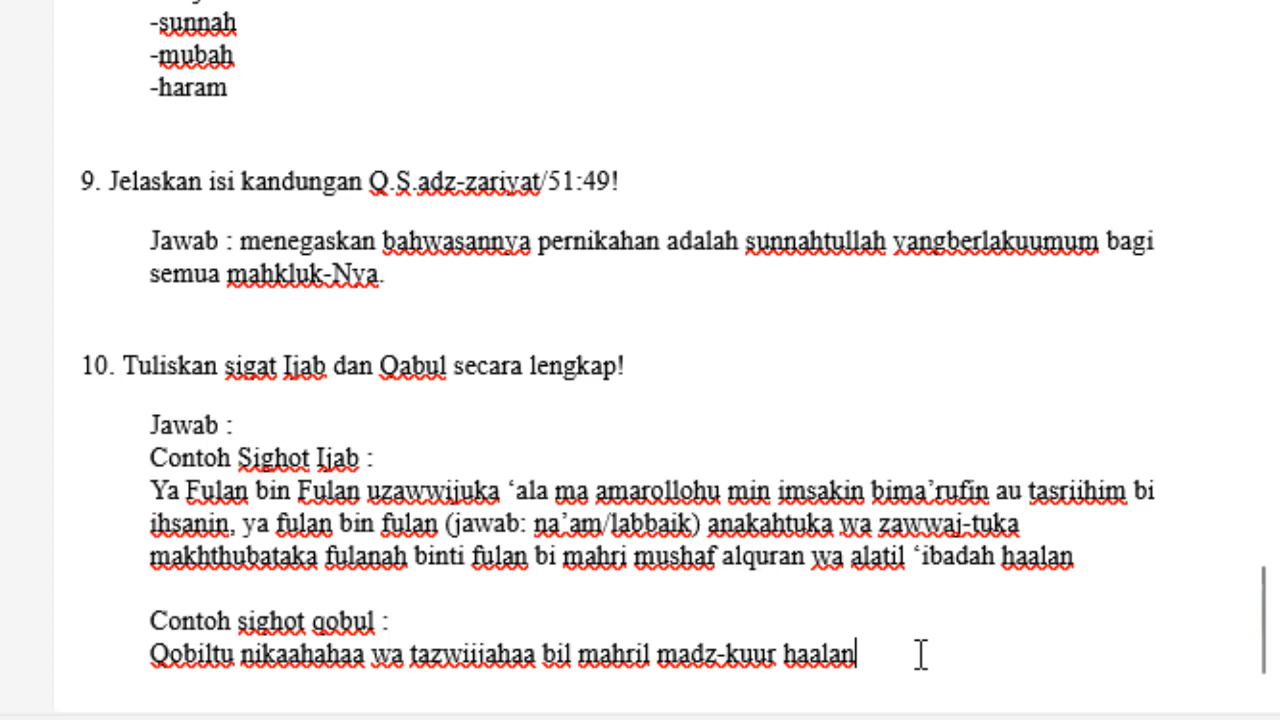 -sunnah
-mubah
-haram
9. Jelaskan isi kandungan Q.S.adz-zariyat/51:49!
Jawab : menegaskan bahwasannya pernikahan adalah sunnahtullah yangberlakuumum bagi
semua mahkluk-Nya.
10. Tuliskan sigat Ijab dan Qabul secara lengkap!
Jawab :
Contoh Sighot Ijab :
Ya Fulan bin Fulan uzawwijuka ‘ala ma amarollohu min imsakin bima’rufin au tasriihim bi
ihsanin, ya fulan bin fulan (jawab: na’am/labbaik) anakahtuka wa zawwaj-tuka
makhthubataka fulanah binti fulan bi mahri mushaf alquran wa alatil ‘ibadah haalan
Contoh sighot qobul :
Qobiltu nikaahahaa wa tazwiijahaa bil mahril madz-kuur haalan